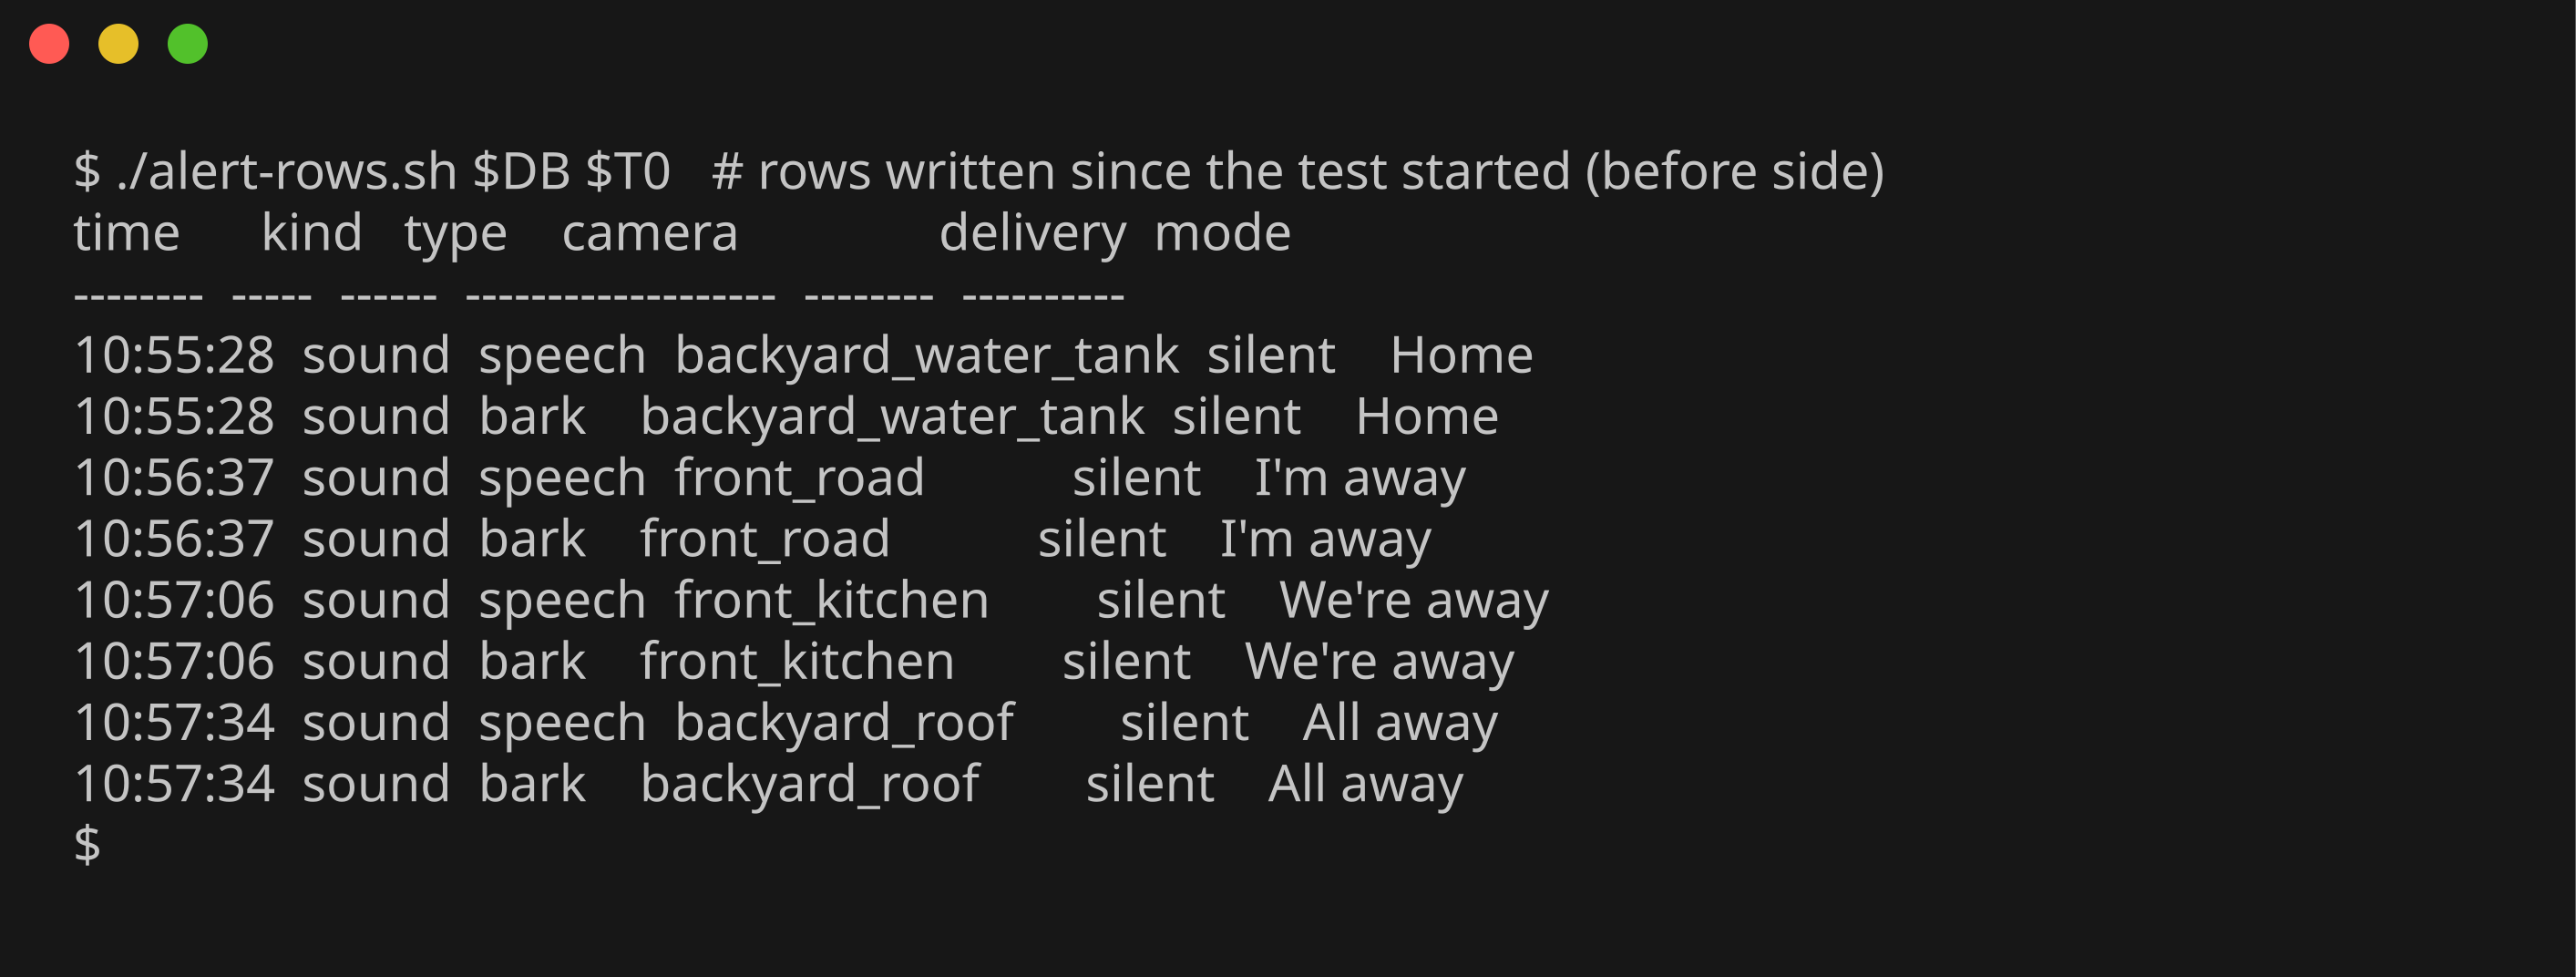 $ ./alert-rows.sh $DB $T0   # rows written since the test started (before side)
time      kind   type    camera               delivery  mode
--------  -----  ------  -------------------  --------  ----------
10:55:28  sound  speech  backyard_water_tank  silent    Home
10:55:28  sound  bark    backyard_water_tank  silent    Home
10:56:37  sound  speech  front_road           silent    I'm away
10:56:37  sound  bark    front_road           silent    I'm away
10:57:06  sound  speech  front_kitchen        silent    We're away
10:57:06  sound  bark    front_kitchen        silent    We're away
10:57:34  sound  speech  backyard_roof        silent    All away
10:57:34  sound  bark    backyard_roof        silent    All away
$